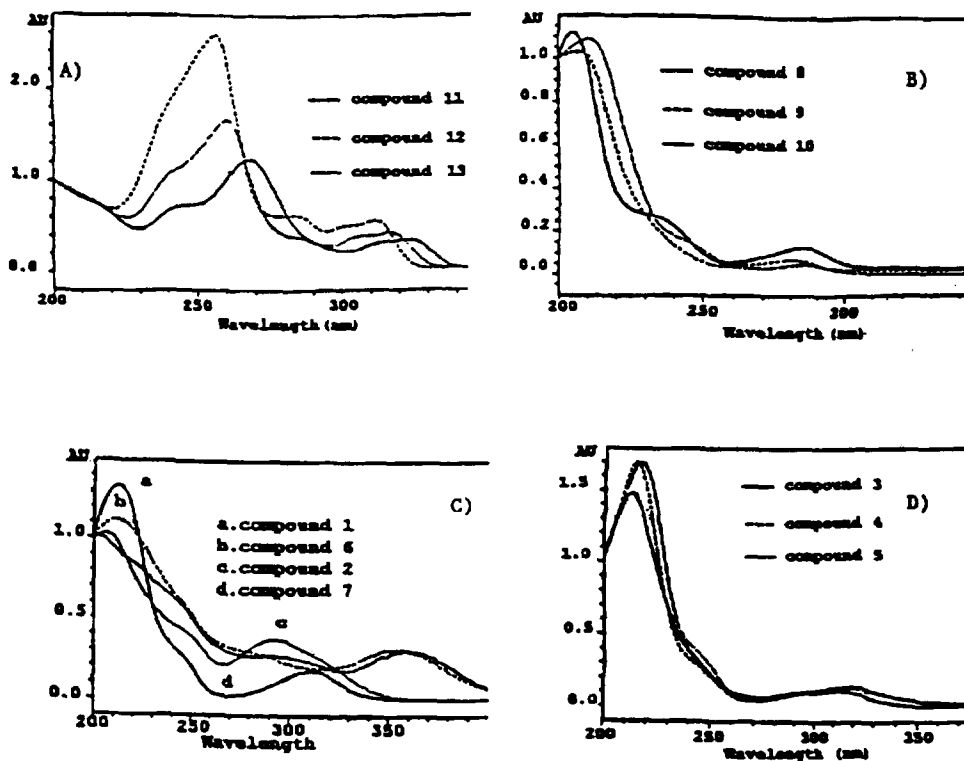 AU
A)
2.0
compound 11
compound 12
compound 13
1.0
0.0
200
250
300
Wavelength (nm)
AU
B)
1.0
compound 8
compound 9
compound 10
0.8
0.6
0.4
0.2
0.0
200
250
300
Wavelength (nm)
AU
C)
a
b
1.0
a.compound 1
b.compound 6
c.compound 2
d.compound 7
0.5
c
d
0.0
200
250
300
350
Wavelength
AU
D)
1.5
compound 3
compound 4
compound 5
1.0
0.5
0.0
200
250
300
350
Wavelength (nm)